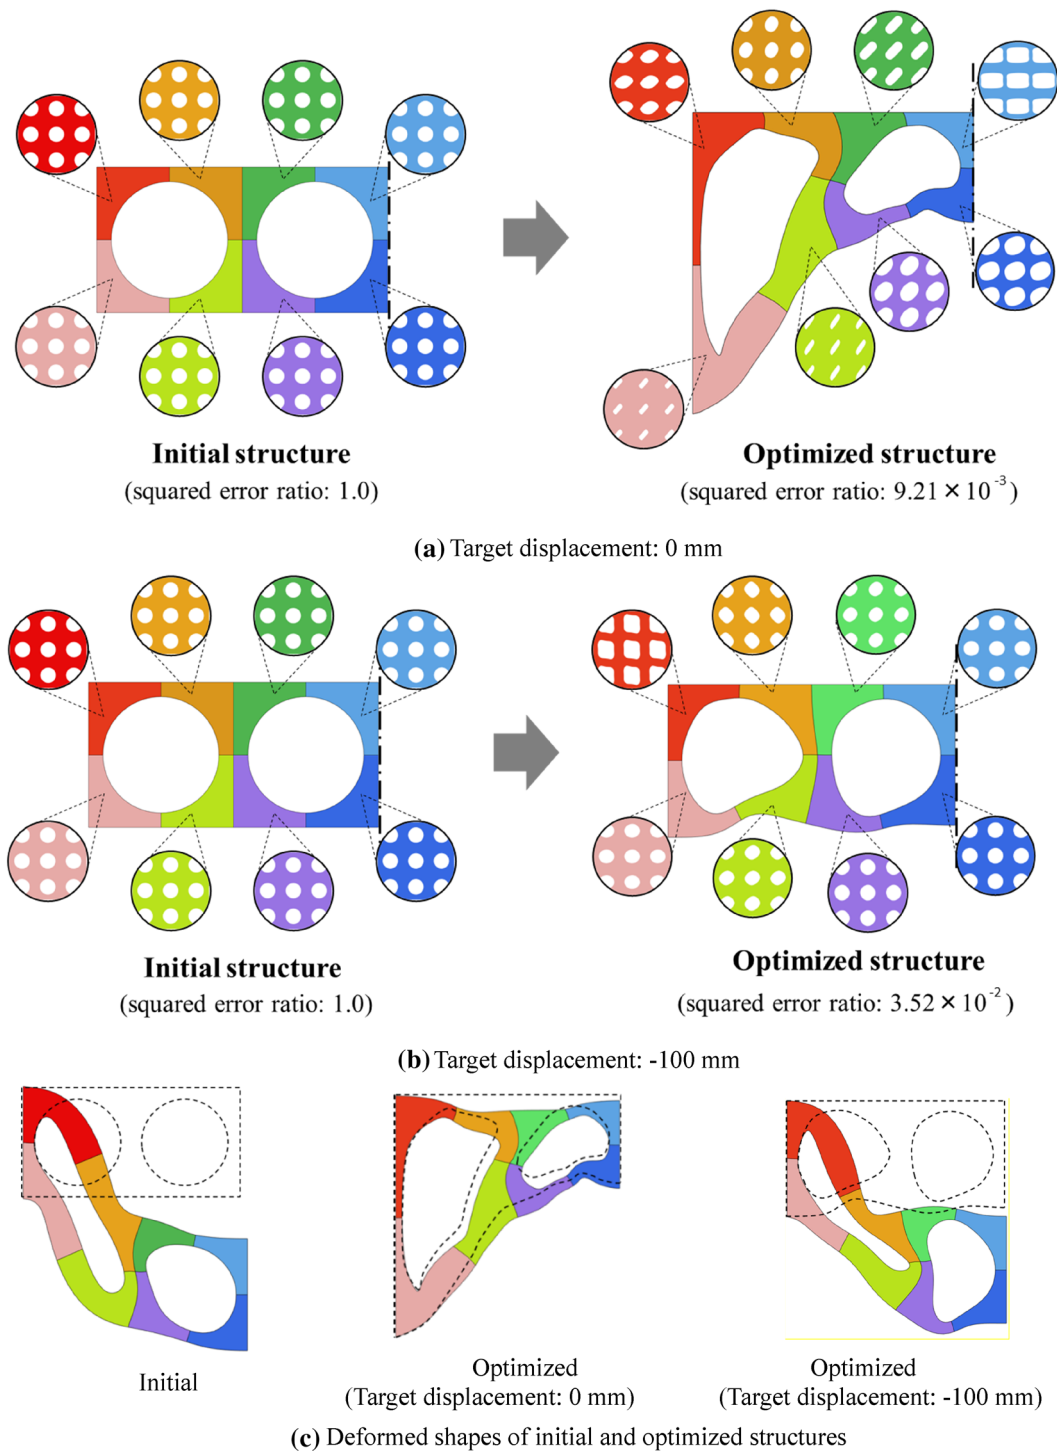 Initial structure
(squared error ratio: 1.0)
Optimized structure
(squared error ratio: 9.21 × 10⁻³)
(a) Target displacement: 0 mm
Initial structure
(squared error ratio: 1.0)
Optimized structure
(squared error ratio: 3.52 × 10⁻²)
(b) Target displacement: -100 mm
Initial
Optimized
(Target displacement: 0 mm)
Optimized
(Target displacement: -100 mm)
(c) Deformed shapes of initial and optimized structures